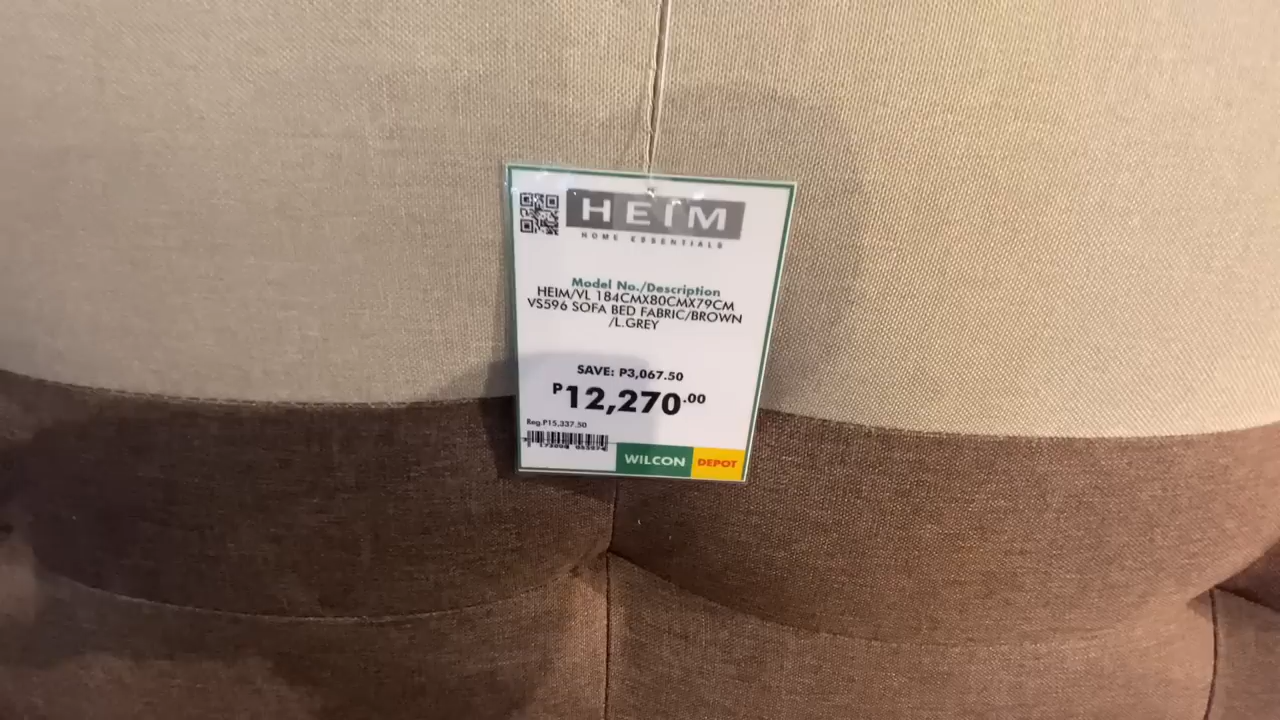 HEIM
HOME ESSENTIALS
Model No./Description
HEIM/VL 184CMX80CMX79CM
VS596 SOFA BED FABRIC/BROWN
/L.GREY
SAVE: P3,067.50
P12,270.00
Reg.P15,337.50
WILCON DEPOT